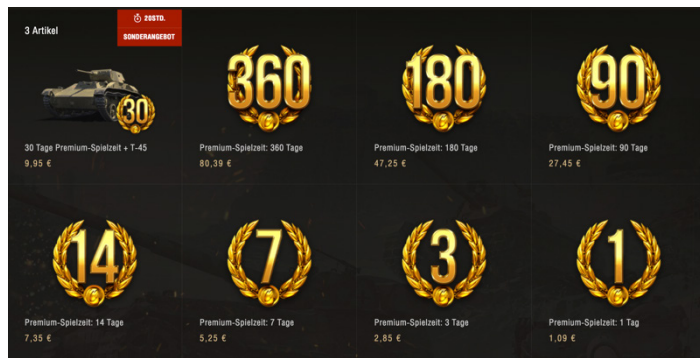 3 Artikel
20STD.
SONDERANGEBOT
30
30 Tage Premium-Spielzeit + T-45
9,95 €
360
Premium-Spielzeit: 360 Tage
80,39 €
180
Premium-Spielzeit: 180 Tage
47,25 €
90
Premium-Spielzeit: 90 Tage
27,45 €
14
Premium-Spielzeit: 14 Tage
7,35 €
7
Premium-Spielzeit: 7 Tage
5,25 €
3
Premium-Spielzeit: 3 Tage
2,85 €
1
Premium-Spielzeit: 1 Tag
1,09 €